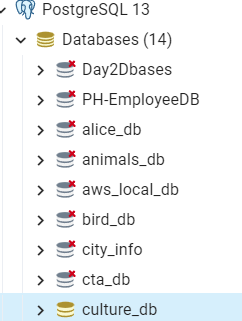 PostgreSQL 13
Databases (14)
Day2Dbases
PH-EmployeeDB
alice_db
animals_db
aws_local_db
bird_db
city_info
cta_db
culture_db